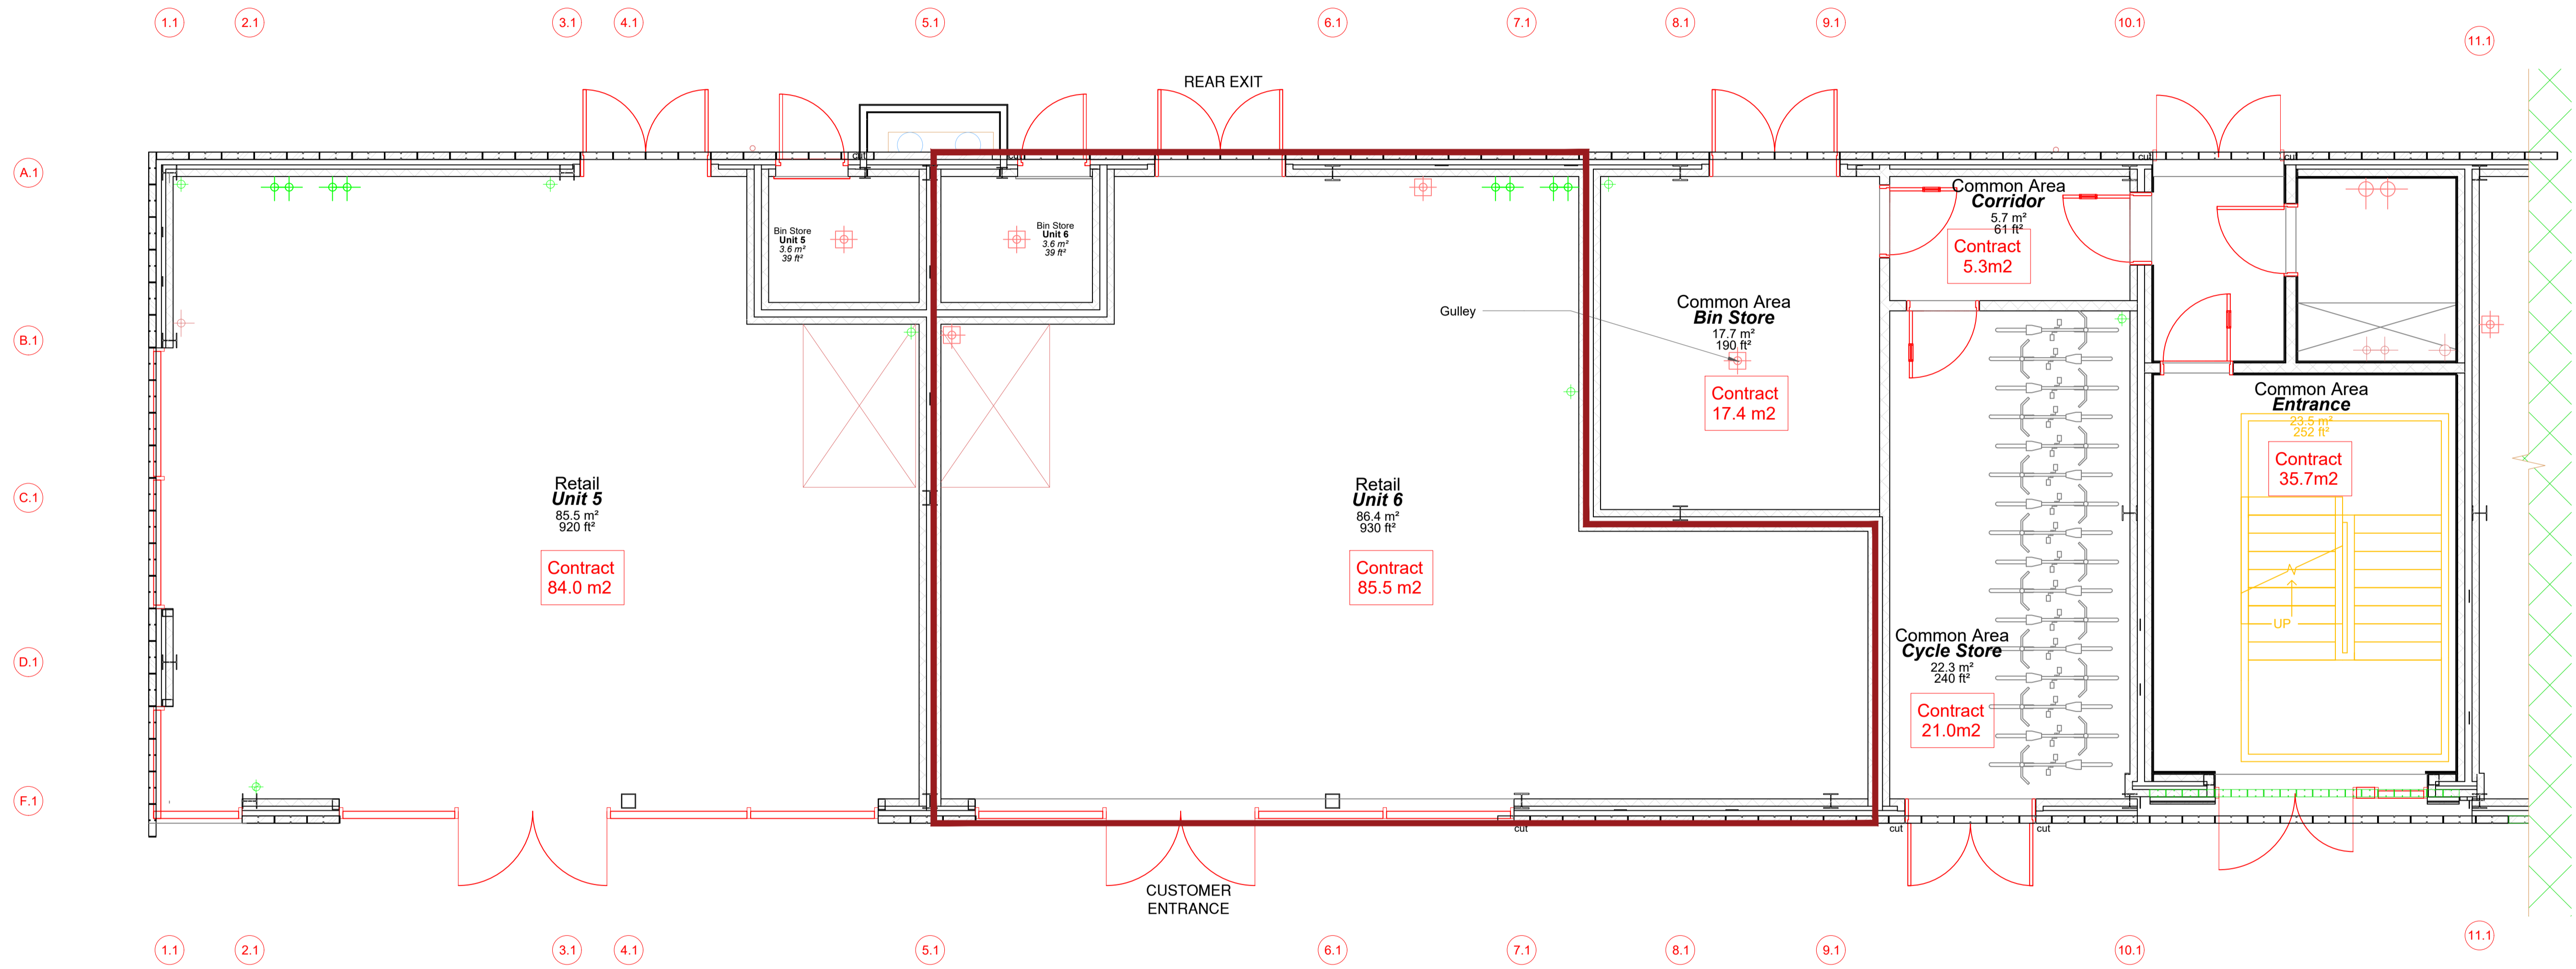 1.1
2.1
3.1
4.1
5.1
6.1
7.1
8.1
9.1
10.1
11.1
REAR EXIT
A.1
B.1
C.1
D.1
F.1
cut
cut
cut
cut
Bin Store
Unit 5
3.6 m²
39 ft²
Bin Store
Unit 6
3.6 m²
39 ft²
Common Area
Corridor
5.7 m²
61 ft²
Contract
5.3m2
Gulley
Common Area
Bin Store
17.7 m²
190 ft²
Contract
17.4 m2
Common Area
Entrance
23.5 m²
252 ft²
Contract
35.7m2
UP
Retail
Unit 5
85.5 m²
920 ft²
Contract
84.0 m2
Retail
Unit 6
86.4 m²
930 ft²
Contract
85.5 m2
Common Area
Cycle Store
22.3 m²
240 ft²
Contract
21.0m2
cut
cut
cut
CUSTOMER
ENTRANCE
1.1
2.1
3.1
4.1
5.1
6.1
7.1
8.1
9.1
10.1
11.1